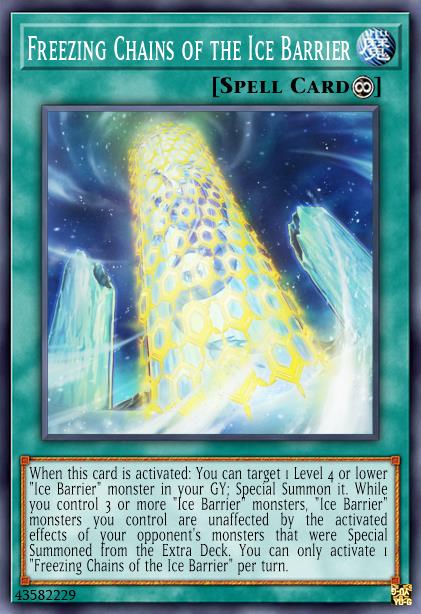 FREEZING CHAINS OF THE ICE BARRIER
[SPELL CARD]
When this card is activated: You can target 1 Level 4 or lower
"Ice Barrier" monster in your GY; Special Summon it. While
you control 3 or more "Ice Barrier" monsters, "Ice Barrier"
monsters you control are unaffected by the activated
effects of your opponent's monsters that were Special
Summoned from the Extra Deck. You can only activate 1
"Freezing Chains of the Ice Barrier" per turn.
43582229